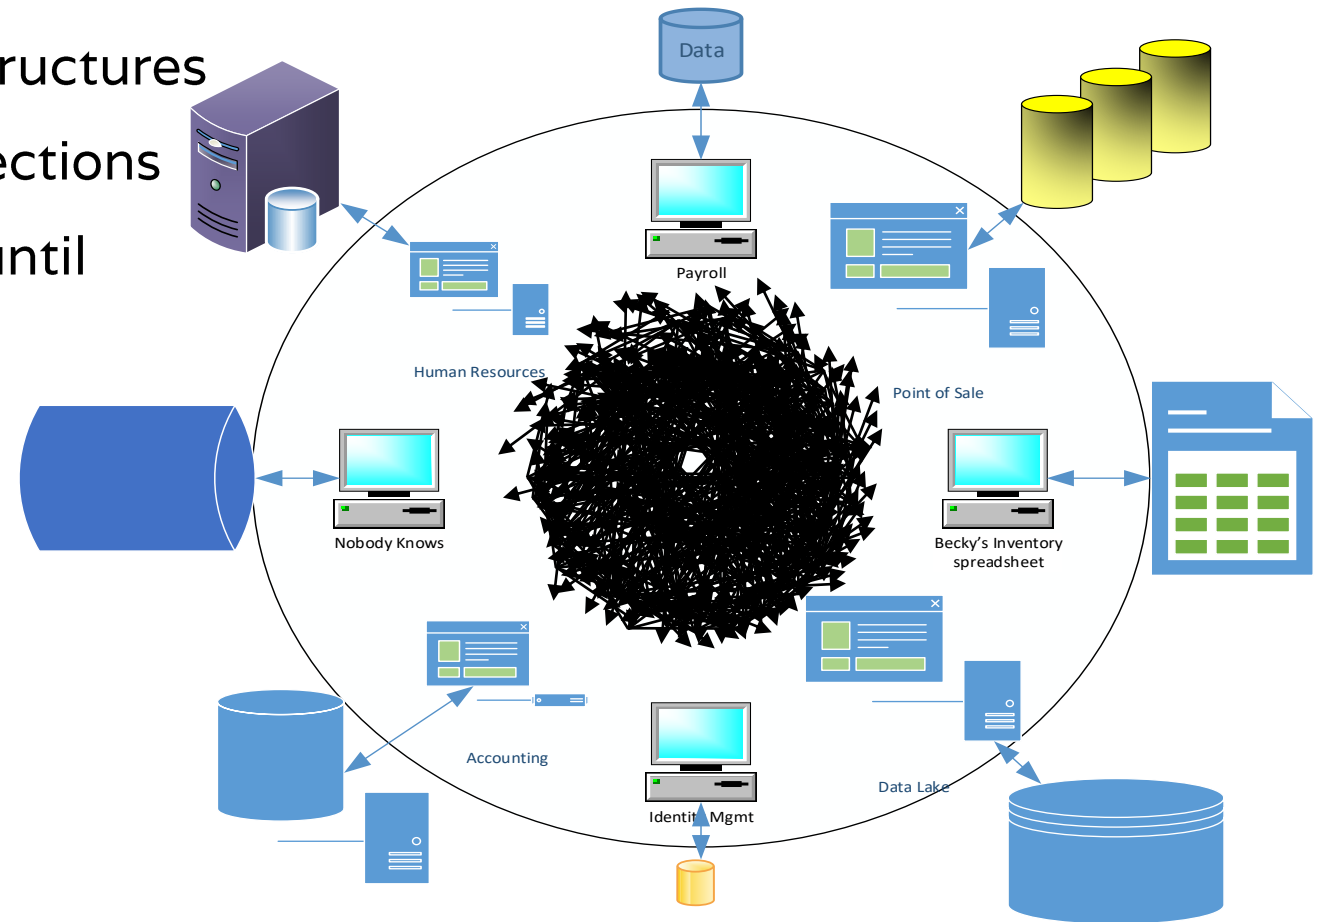 ructures
ections
until
Data
Payroll
Human Resources
Point of Sale
Nobody Knows
Becky's Inventory
spreadsheet
Accounting
Data Lake
Identity Mgmt